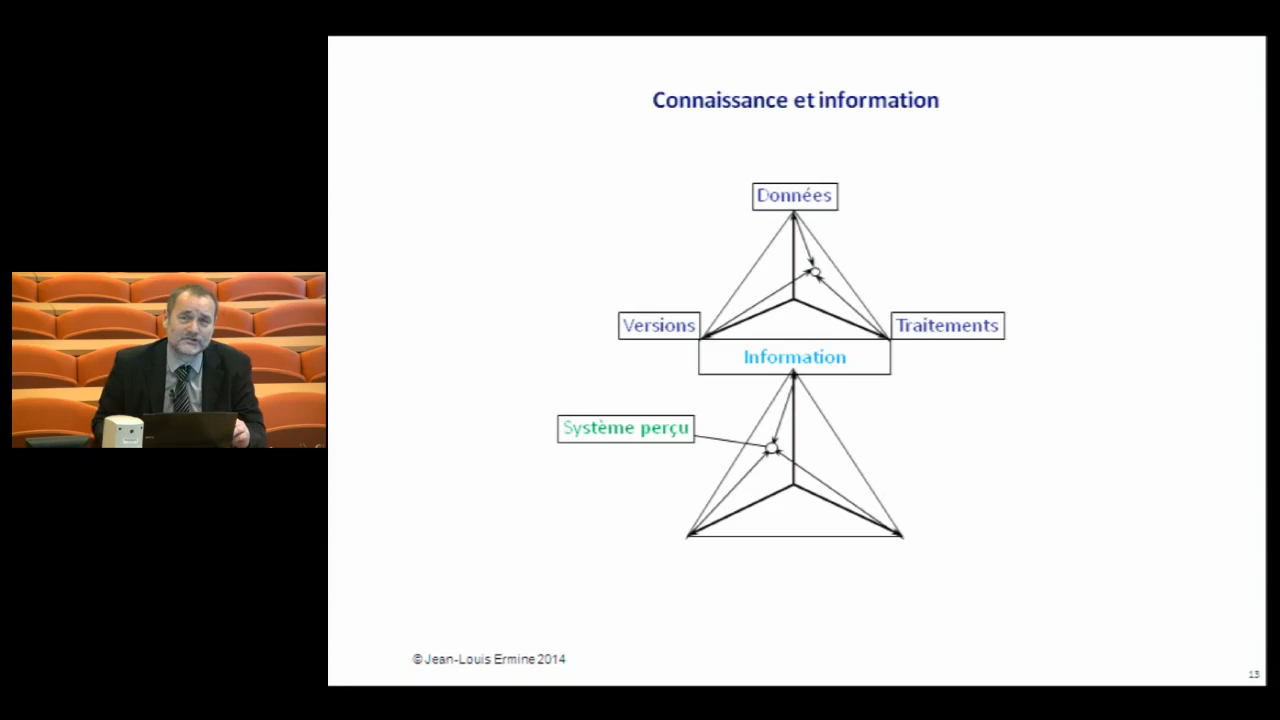 Connaissance et information
Données
Versions
Traitements
Information
Système perçu
© Jean-Louis Ermine 2014
13